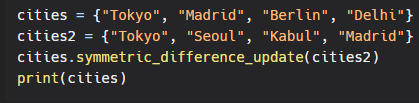 cities = {"Tokyo", "Madrid", "Berlin", "Delhi"}
cities2 = {"Tokyo", "Seoul", "Kabul", "Madrid"}
cities.symmetric_difference_update(cities2)
print(cities)